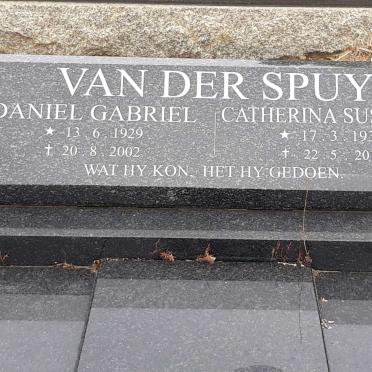 VAN DER SPUY
DANIEL GABRIEL CATHERINA
★ 13.6.1929 ★ 17.3.
✝ 20.8.2002 ✝ 22.5.
WAT HY KON, HET HY GEDOEN.